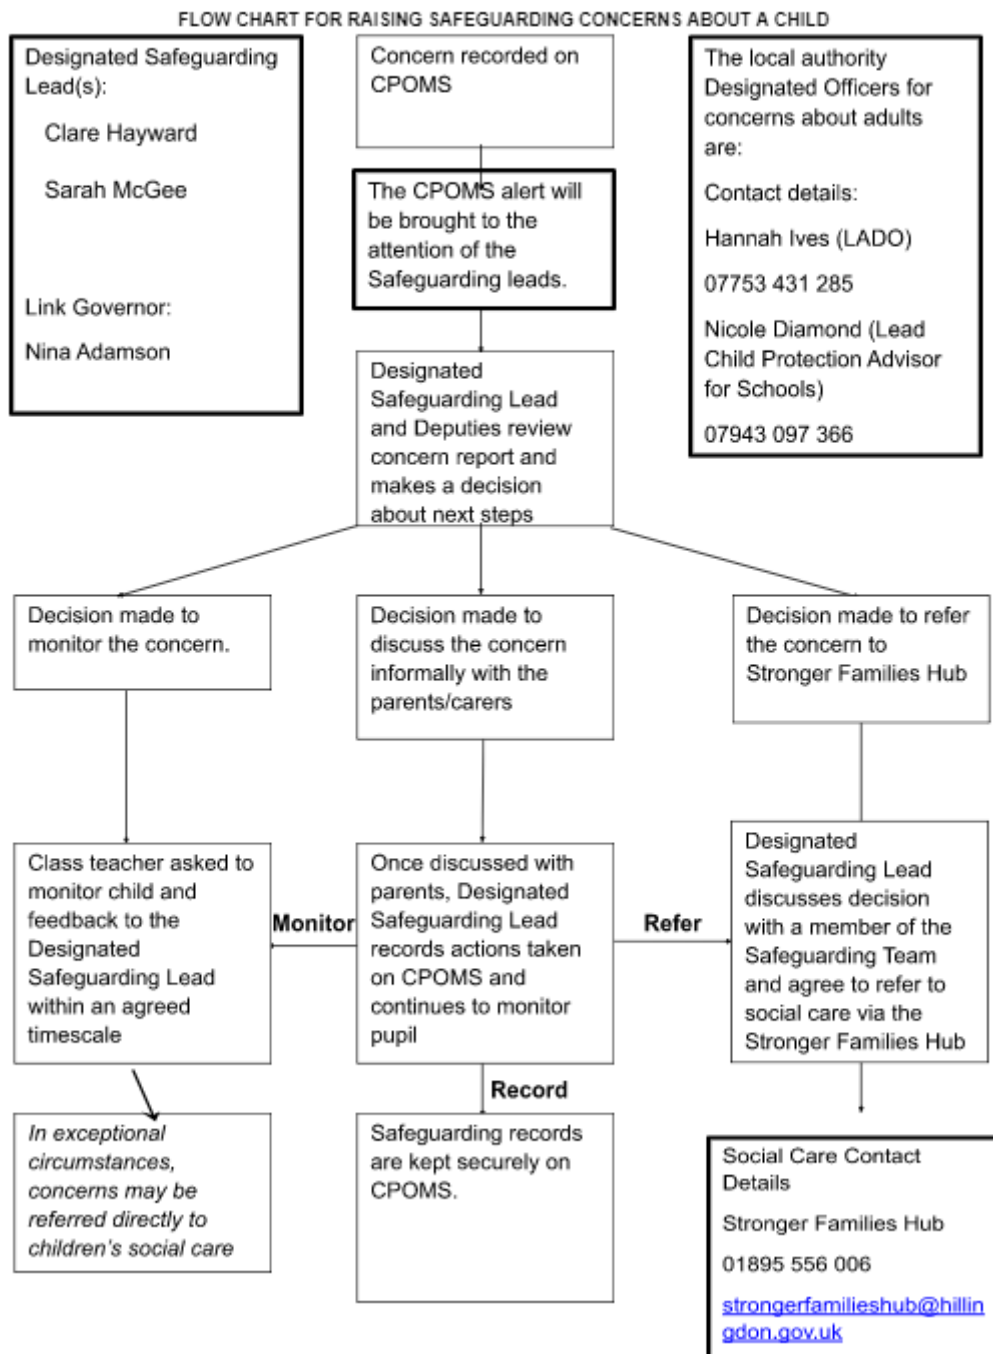 FLOW CHART FOR RAISING SAFEGUARDING CONCERNS ABOUT A CHILD
Designated Safeguarding
Lead(s):
Clare Hayward
Sarah McGee
Link Governor:
Nina Adamson
Concern recorded on
CPOMS
The local authority
Designated Officers for
concerns about adults
are:
Contact details:
Hannah Ives (LADO)
07753 431 285
Nicole Diamond (Lead
Child Protection Advisor
for Schools)
07943 097 366
The CPOMS alert will
be brought to the
attention of the
Safeguarding leads.
Designated
Safeguarding Lead
and Deputies review
concern report and
makes a decision
about next steps
Decision made to
monitor the concern.
Decision made to
discuss the concern
informally with the
parents/carers
Decision made to refer
the concern to
Stronger Families Hub
Class teacher asked to
monitor child and
feedback to the
Designated
Safeguarding Lead
within an agreed
timescale
Monitor
Once discussed with
parents, Designated
Safeguarding Lead
records actions taken
on CPOMS and
continues to monitor
pupil
Refer
Designated
Safeguarding Lead
discusses decision
with a member of the
Safeguarding Team
and agree to refer to
social care via the
Stronger Families Hub
Record
In exceptional
circumstances,
concerns may be
referred directly to
children's social care
Safeguarding records
are kept securely on
CPOMS.
Social Care Contact
Details
Stronger Families Hub
01895 556 006
strongerfamilieshub@hillin
gdon.gov.uk